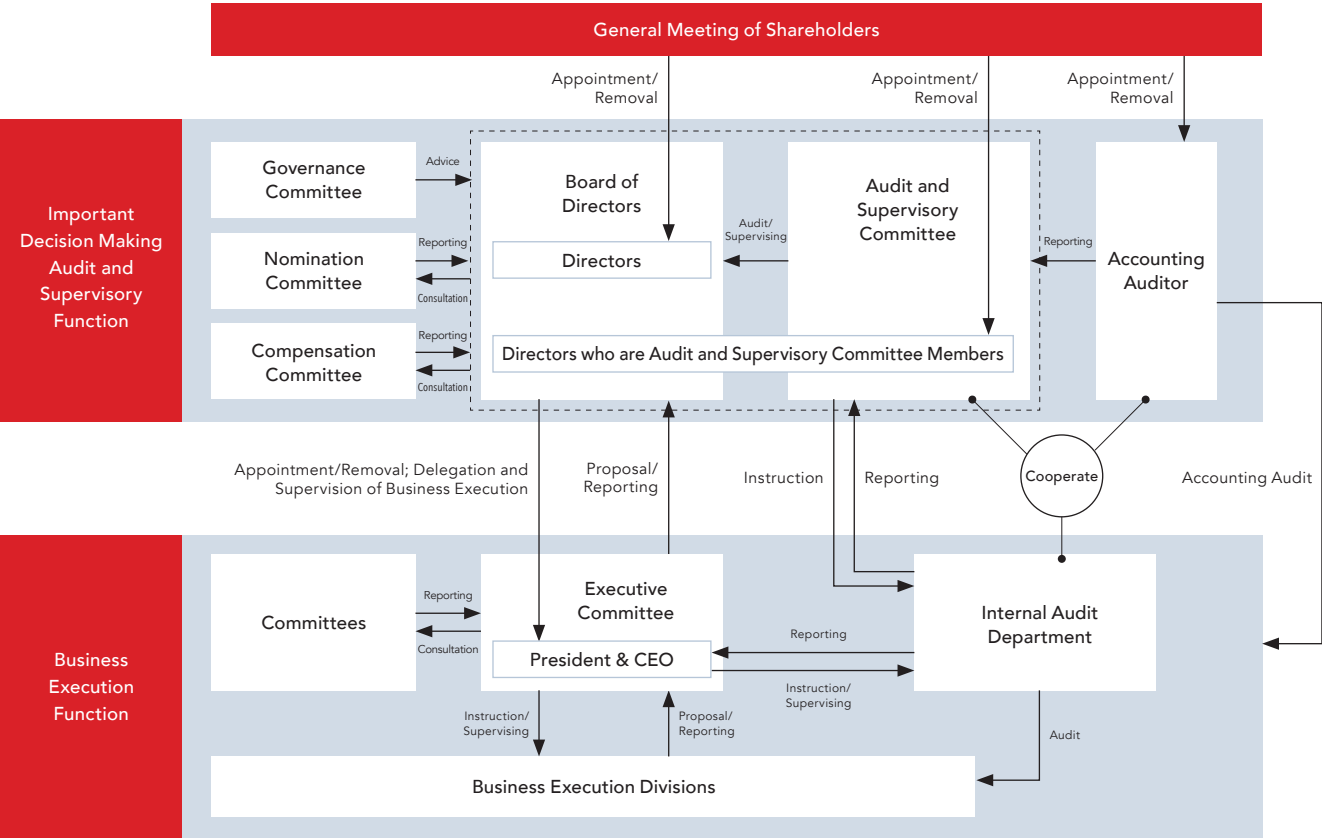 General Meeting of Shareholders
Appointment/
Removal
Appointment/
Removal
Appointment/
Removal
Important
Decision Making
Audit and
Supervisory
Function
Governance
Committee
Advice
Nomination
Committee
Reporting
Consultation
Compensation
Committee
Reporting
Consultation
Board of
Directors
Directors
Audit/
Supervising
Audit and
Supervisory
Committee
Directors who are Audit and Supervisory Committee Members
Reporting
Accounting
Auditor
Appointment/Removal; Delegation and
Supervision of Business Execution
Proposal/
Reporting
Instruction
Reporting
Cooperate
Accounting Audit
Business
Execution
Function
Committees
Reporting
Consultation
Executive
Committee
President & CEO
Reporting
Instruction/
Supervising
Internal Audit
Department
Instruction/
Supervising
Proposal/
Reporting
Audit
Business Execution Divisions